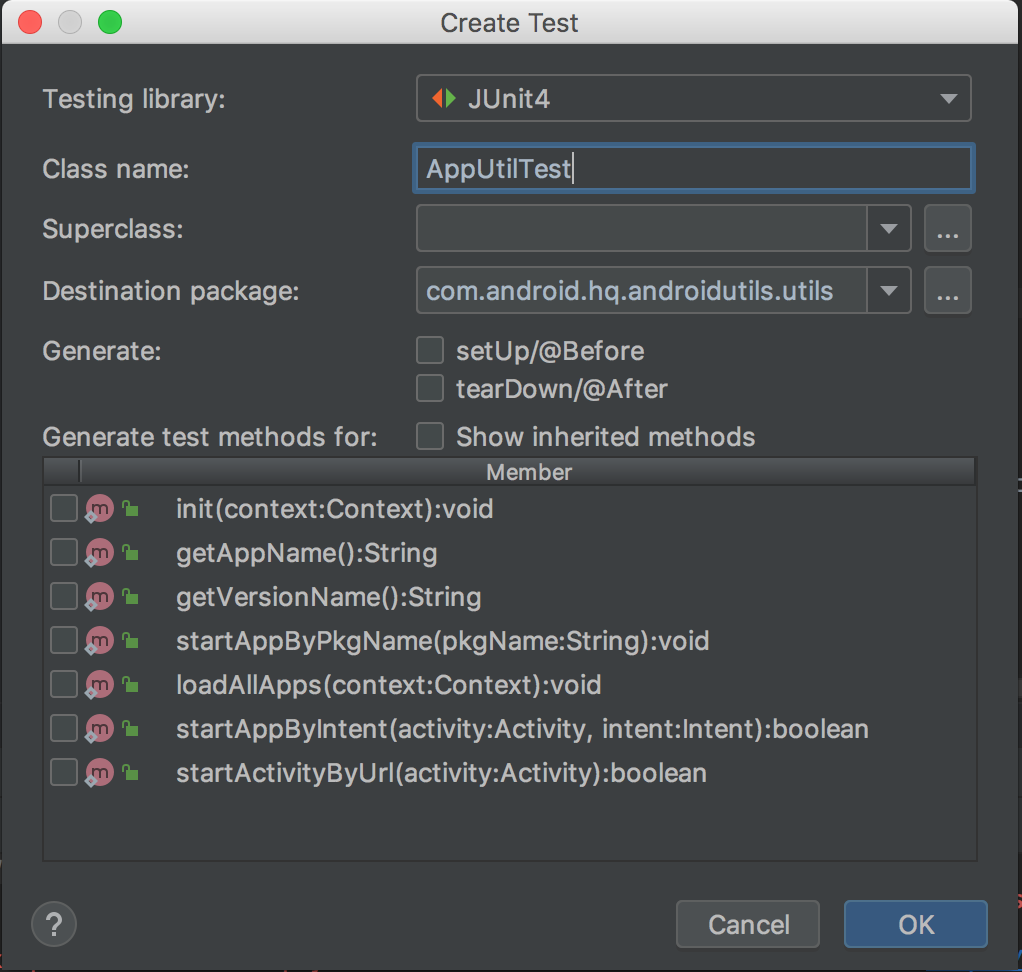 Create Test
Testing library: JUnit4
Class name: AppUtilTest
Superclass: ...
Destination package: com.android.hq.androidutils.utils ...
Generate: setUp/@Before
tearDown/@After
Generate test methods for: Show inherited methods
Member
m init(context:Context):void
m getAppName():String
m getVersionName():String
m startAppByPkgName(pkgName:String):void
m loadAllApps(context:Context):void
m startAppByIntent(activity:Activity, intent:Intent):boolean
m startActivityByUrl(activity:Activity):boolean
? Cancel OK